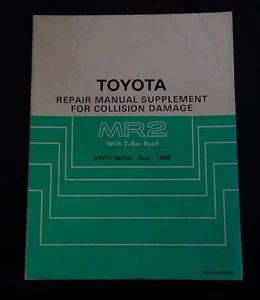 TOYOTA
REPAIR MANUAL SUPPLEMENT
FOR COLLISION DAMAGE
MR2
With T-Bar Roof
AW11 series Aug., 1986